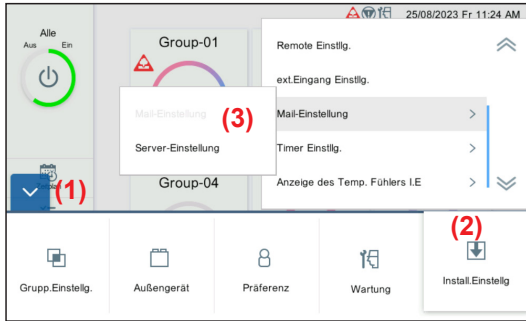 25/08/2023 Fr 11:24 AM
Alle
Aus Ein
Group-01
Remote Einstllg.
ext.Eingang Einstllg.
Mail-Einstellung
(3)
Mail-Einstellung >
Server-Einstellung
Timer Einstllg. >
(1)
Group-04
Anzeige des Temp. Fühlers I.E >
(2)
Grupp.Einstellg.
Außengerät
Präferenz
Wartung
Install.Einstellg